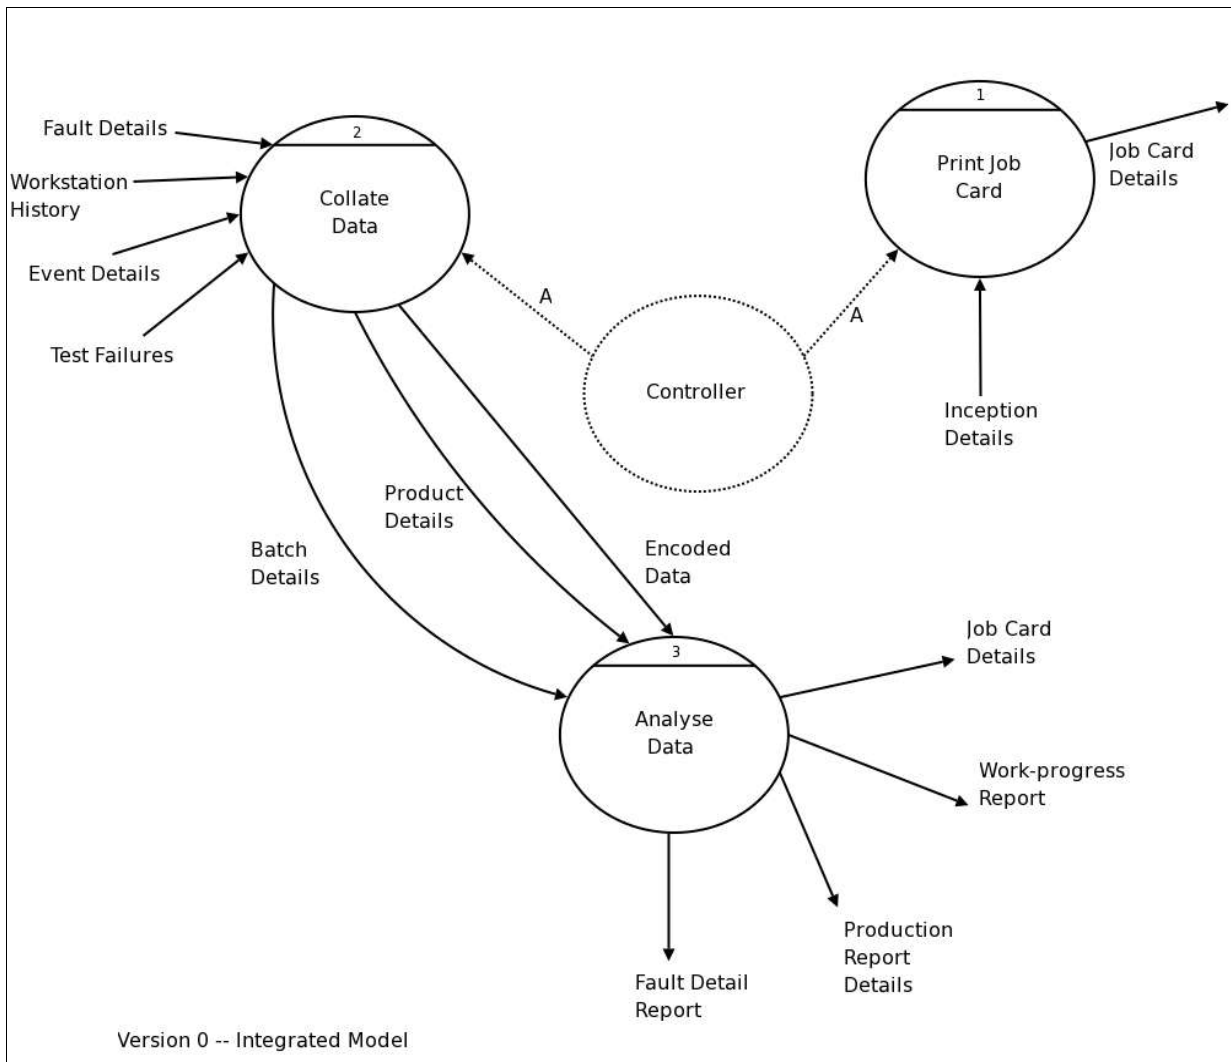 1
Print Job
Card
Job Card
Details
2
Collate
Data
Fault Details
Workstation
History
Event Details
Test Failures
A
A
Controller
Inception
Details
Product
Details
Batch
Details
Encoded
Data
3
Analyse
Data
Job Card
Details
Work-progress
Report
Production
Report
Details
Fault Detail
Report
Version 0 -- Integrated Model